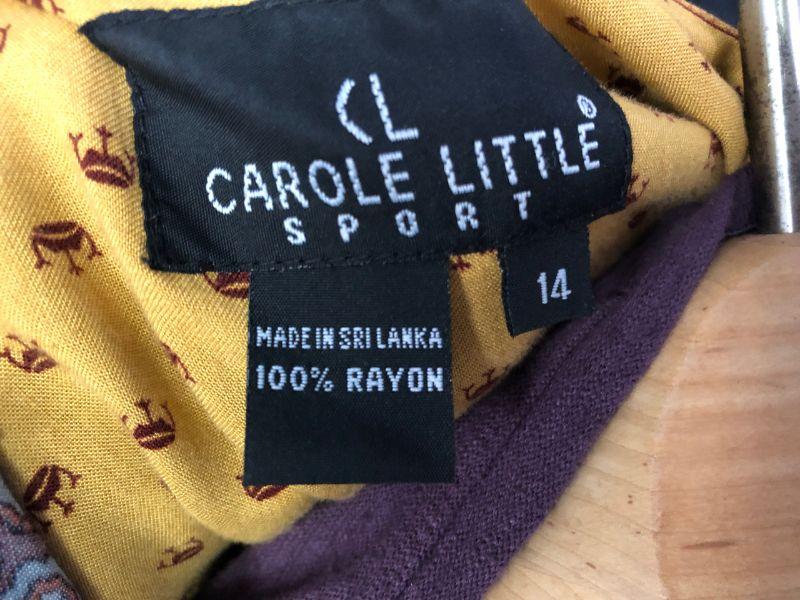 CL
CAROLE LITTLE®
SPORT
14
MADE IN SRI LANKA
100% RAYON